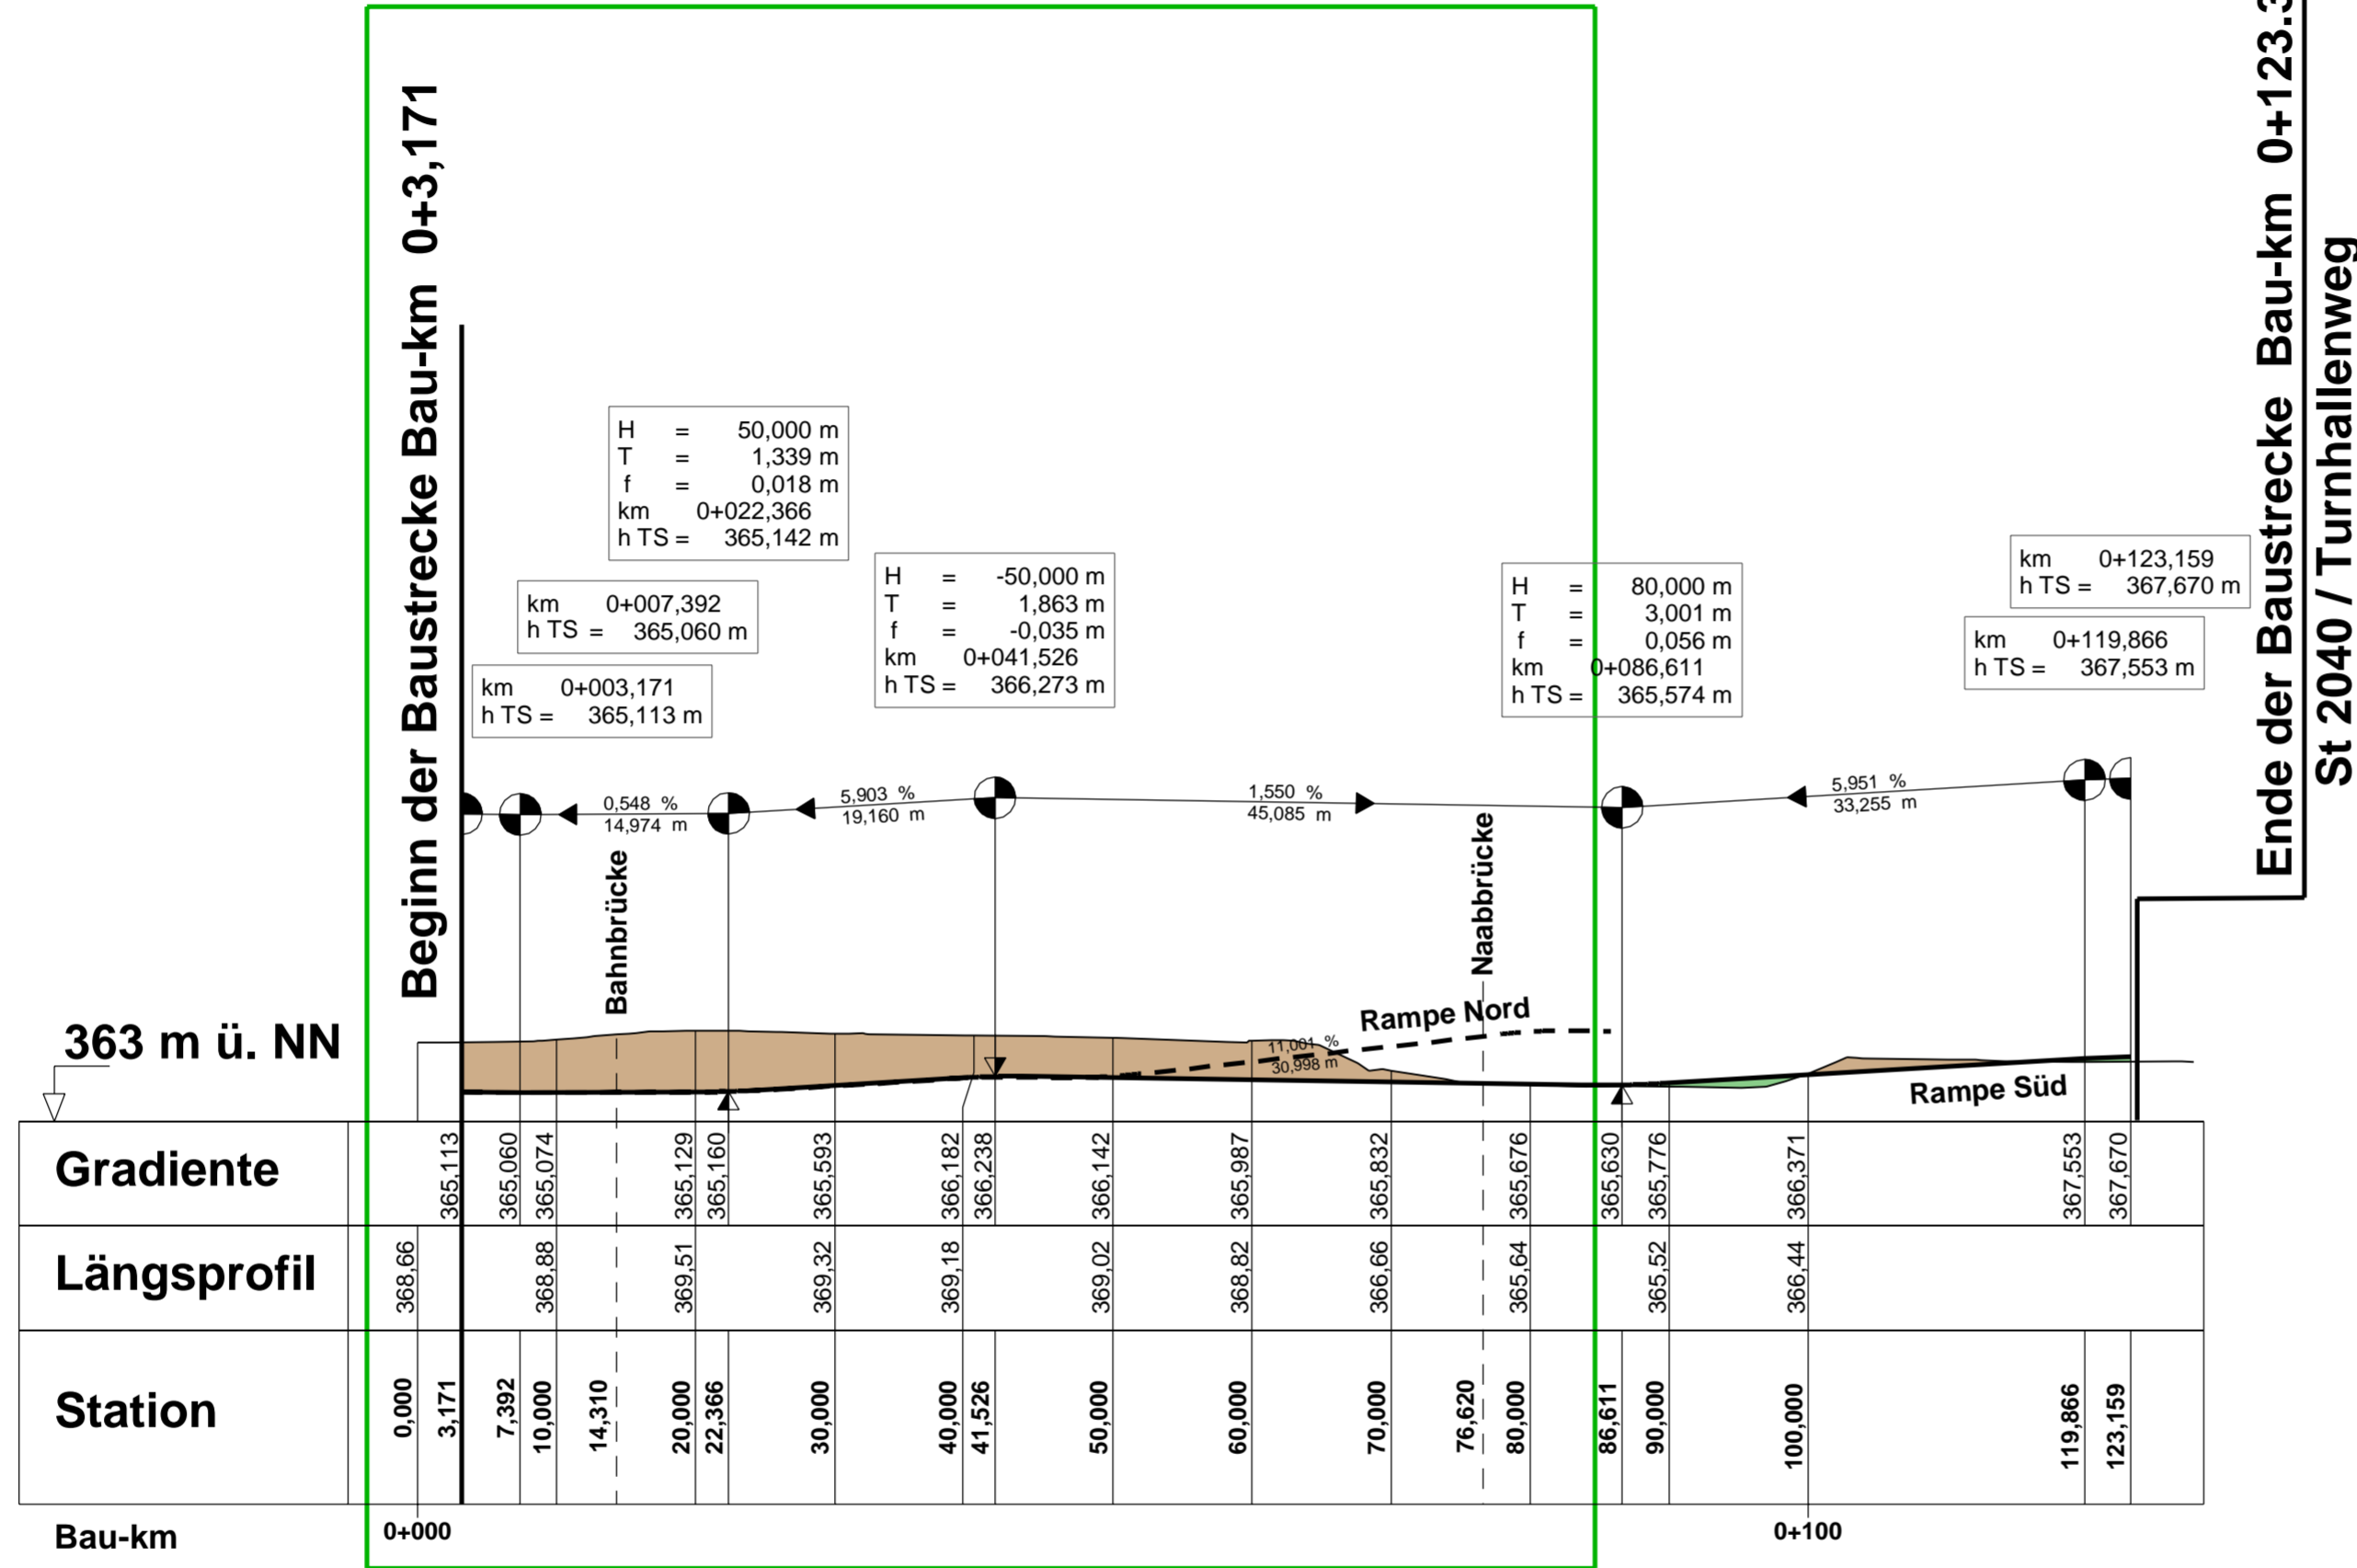 Beginn der Baustrecke Bau-km 0+3,171
Ende der Baustrecke Bau-km 0+123.3
St 2040 / Turnhallenweg
H = 50,000 m
T = 1,339 m
f = 0,018 m
km 0+022,366
h TS = 365,142 m
km 0+007,392
h TS = 365,060 m
km 0+003,171
h TS = 365,113 m
H = -50,000 m
T = 1,863 m
f = -0,035 m
km 0+041,526
h TS = 366,273 m
H = 80,000 m
T = 3,001 m
f = 0,056 m
km 0+086,611
h TS = 365,574 m
km 0+123,159
h TS = 367,670 m
km 0+119,866
h TS = 367,553 m
0,548 %
14,974 m
5,903 %
19,160 m
1,550 %
45,085 m
5,951 %
33,255 m
Bahnbrücke
Naabbrücke
Rampe Nord
11,001 %
30,998 m
Rampe Süd
363 m ü. NN
Gradiente 365,113 365,060 365,074 365,129 365,160 365,593 366,182 366,238 366,142 365,987 365,832 365,676 365,630 365,776 366,371 367,553 367,670
Längsprofil 368,66 368,88 369,51 369,32 369,18 369,02 368,82 366,66 365,64 365,52 366,44
Station 0,000 3,171 7,392 10,000 14,310 20,000 22,366 30,000 40,000 41,526 50,000 60,000 70,000 76,620 80,000 86,611 90,000 100,000 119,866 123,159
Bau-km 0+000 0+100